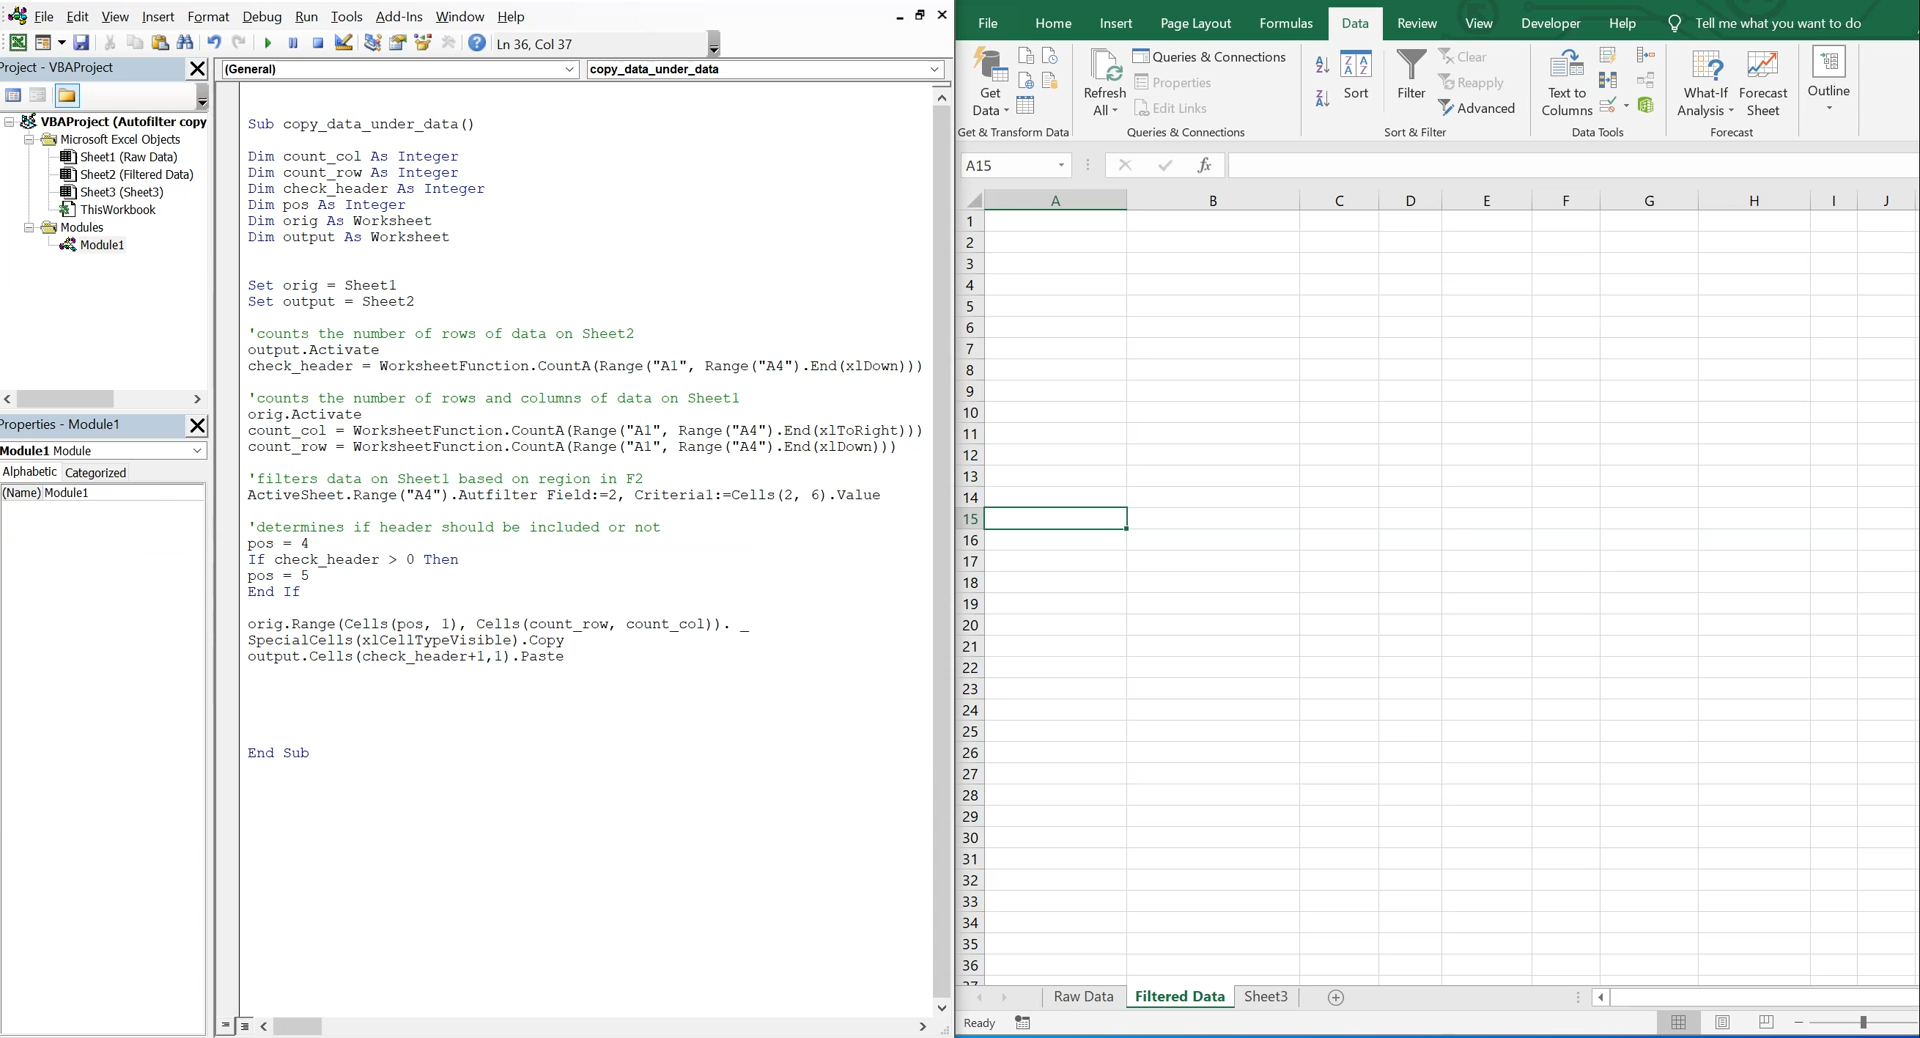 File Edit View Insert Format Debug Run Tools Add-Ins Window Help
Ln 36, Col 37
Project - VBAProject
VBAProject (Autofilter copy
Microsoft Excel Objects
Sheet1 (Raw Data)
Sheet2 (Filtered Data)
Sheet3 (Sheet3)
ThisWorkbook
Modules
Module1
Properties - Module1
Module1 Module
Alphabetic Categorized
(Name) Module1
(General) copy_data_under_data
Sub copy_data_under_data()
Dim count_col As Integer
Dim count_row As Integer
Dim check_header As Integer
Dim pos As Integer
Dim orig As Worksheet
Dim output As Worksheet
Set orig = Sheet1
Set output = Sheet2
'counts the number of rows of data on Sheet2
output.Activate
check_header = WorksheetFunction.CountA(Range("A1", Range("A4").End(xlDown)))
'counts the number of rows and columns of data on Sheet1
orig.Activate
count_col = WorksheetFunction.CountA(Range("A1", Range("A4").End(xlToRight)))
count_row = WorksheetFunction.CountA(Range("A1", Range("A4").End(xlDown)))
'filters data on Sheet1 based on region in F2
ActiveSheet.Range("A4").Autfilter Field:=2, Criteria1:=Cells(2, 6).Value
'determines if header should be included or not
pos = 4
If check_header > 0 Then
pos = 5
End If
orig.Range(Cells(pos, 1), Cells(count_row, count_col)). _
SpecialCells(xlCellTypeVisible).Copy
output.Cells(check_header+1,1).Paste
End Sub
File Home Insert Page Layout Formulas Data Review View Developer Help Tell me what you want to do
Get Data
Refresh All
Queries & Connections
Properties
Edit Links
Sort
Filter
Clear
Reapply
Advanced
Text to Columns
What-If Analysis
Forecast Sheet
Outline
Get & Transform Data Queries & Connections Sort & Filter Data Tools Forecast
A15 fx
A B C D E F G H I J
1
2
3
4
5
6
7
8
9
10
11
12
13
14
15
16
17
18
19
20
21
22
23
24
25
26
27
28
29
30
31
32
33
34
35
36
Raw Data Filtered Data Sheet3
Ready